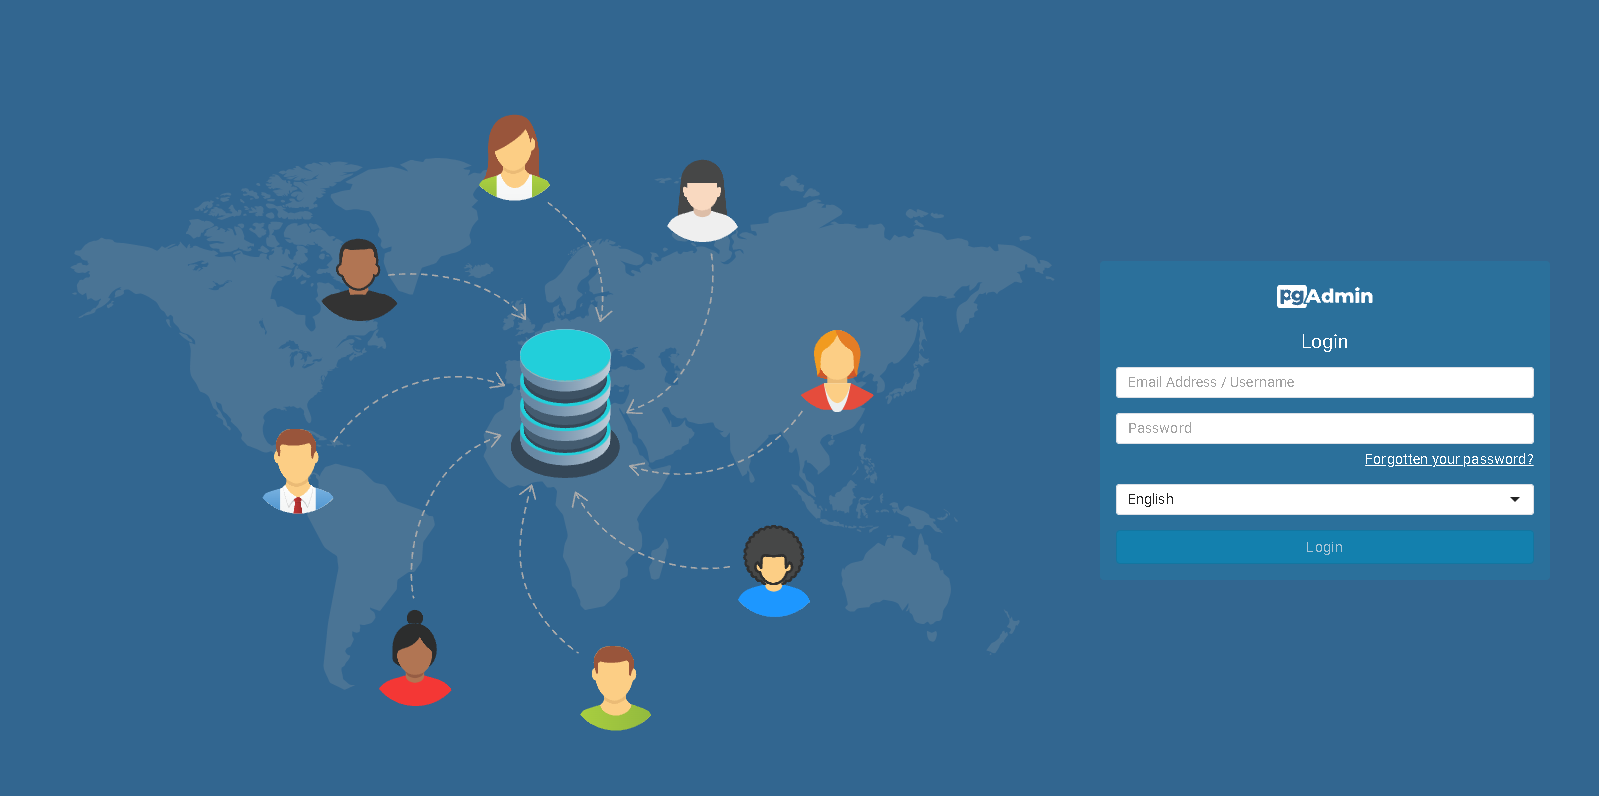 pgAdmin
Login
Email Address / Username
Password
Forgotten your password?
English
Login